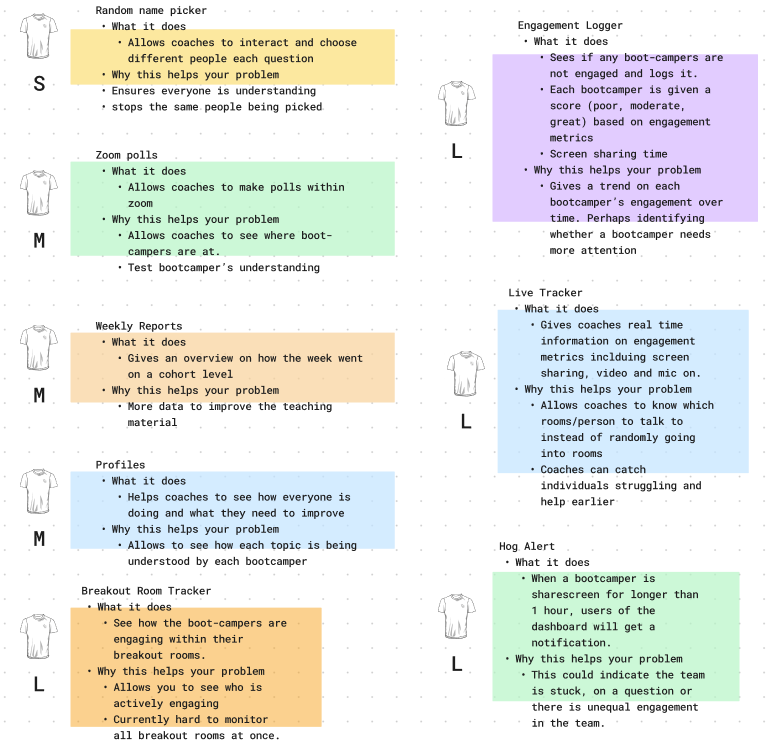 Random name picker
• What it does
• Allows coaches to interact and choose
different people each question
• Why this helps your problem
• Ensures everyone is understanding
• stops the same people being picked
S
Zoom polls
• What it does
• Allows coaches to make polls within
zoom
• Why this helps your problem
• Allows coaches to see where boot-
campers are at.
• Test bootcamper's understanding
M
Weekly Reports
• What it does
• Gives an overview on how the week went
on a cohort level
• Why this helps your problem
• More data to improve the teaching
material
M
Profiles
• What it does
• Helps coaches to see how everyone is
doing and what they need to improve
• Why this helps your problem
• Allows to see how each topic is being
understood by each bootcamper
M
Breakout Room Tracker
• What it does
• See how the boot-campers are
engaging within their
breakout rooms.
• Why this helps your problem
• Allows you to see who is
actively engaging
• Currently hard to monitor
all breakout rooms at once.
L
Engagement Logger
• What it does
• Sees if any boot-campers are
not engaged and logs it.
• Each bootcamper is given a
score (poor, moderate,
great) based on engagement
metrics
• Screen sharing time
• Why this helps your problem
• Gives a trend on each
bootcamper's engagement over
time. Perhaps identifying
whether a bootcamper needs
more attention
L
Live Tracker
• What it does
• Gives coaches real time
information on engagement
metrics inclduing screen
sharing, video and mic on.
• Why this helps your problem
• Allows coaches to know which
rooms/person to talk to
instead of randomly going
into rooms
• Coaches can catch
individuals struggling and
help earlier
L
Hog Alert
• What it does
• When a bootcamper is
sharescreen for longer than
1 hour, users of the
dashboard will get a
notification.
• Why this helps your problem
• This could indicate the team
is stuck, on a question or
there is unequal engagement
in the team.
L